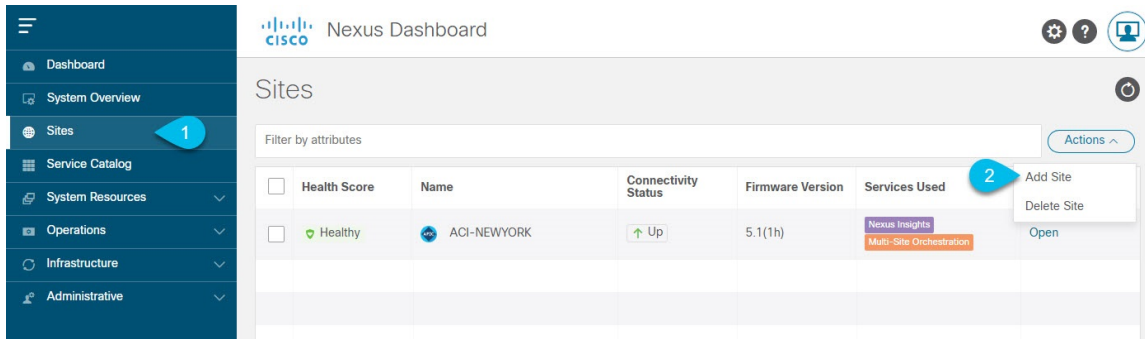 CISCO Nexus Dashboard
Dashboard
System Overview
Sites
1
Service Catalog
System Resources
Operations
Infrastructure
Administrative
Sites
Filter by attributes
Actions
2
Add Site
Delete Site
Health Score Name Connectivity Status Firmware Version Services Used
Healthy ACI-NEWYORK Up 5.1(1h) Nexus Insights Open
Multi-Site Orchestration